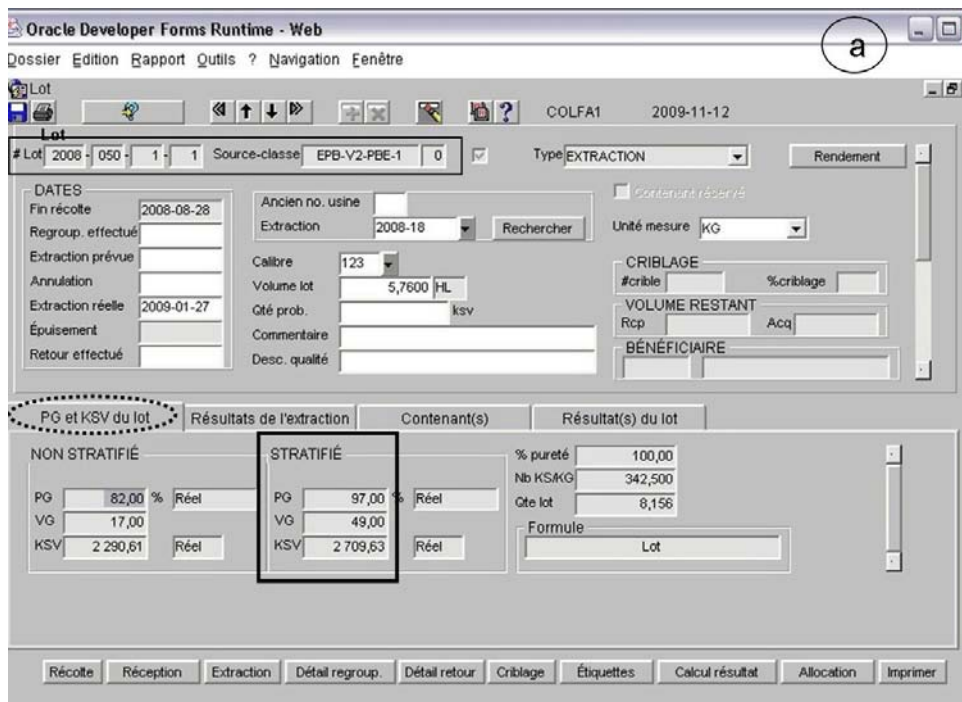 Oracle Developer Forms Runtime - Web
a
Dossier Edition Rapport Outils ? Navigation Fenêtre
Lot
COLFA1 2009-11-12
Lot
# Lot 2008 - 050 - 1 - 1 Source-classe EPB-V2-PBE-1 0 Type EXTRACTION Rendement
DATES
Fin récolte 2008-08-28
Regroup. effectué
Extraction prévue
Annulation
Extraction réelle 2009-01-27
Épuisement
Retour effectué
Ancien no. usine
Extraction 2008-18 Rechercher
Calibre 123
Volume lot 5,7600 HL
Qté prob. ksv
Commentaire
Desc. qualité
Contenant réservé
Unité mesure KG
CRIBLAGE
#crible %criblage
VOLUME RESTANT
Rcp Acq
BÉNÉFICIAIRE
PG et KSV du lot Résultats de l'extraction Contenant(s) Résultat(s) du lot
NON STRATIFIÉ
PG 82,00 % Réel
VG 17,00
KSV 2 290,61 Réel
STRATIFIÉ
PG 97,00 % Réel
VG 49,00
KSV 2 709,63 Réel
% pureté 100,00
Nb KS/KG 342,500
Qte lot 8,156
Formule
Lot
Récolte Réception Extraction Détail regroup. Détail retour Criblage Étiquettes Calcul résultat Allocation Imprimer